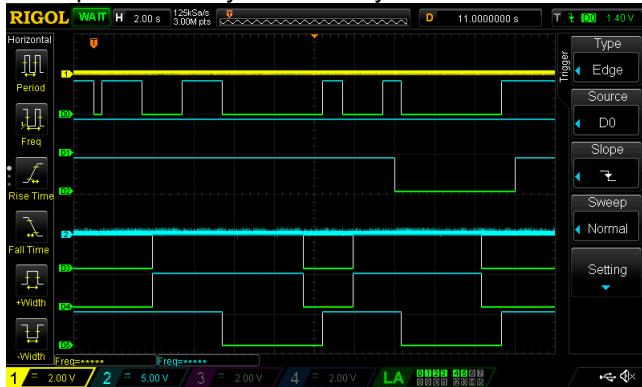 RIGOL WAIT H 2.00 s 125kSa/s 3.00M pts D 11.0000000 s T D0 1.40 V
Horizontal
Period
Freq
Rise Time
Fall Time
+Width
-Width
T
1
D0
D1
D2
2
D3
D4
D5
Trigger
Type
Edge
Source
D0
Slope
Sweep
Normal
Setting
Freq=***** Freq=*****
1 = 2.00 V 2 = 5.00 V 3 = 2.00 V 4 = 2.00 V LA